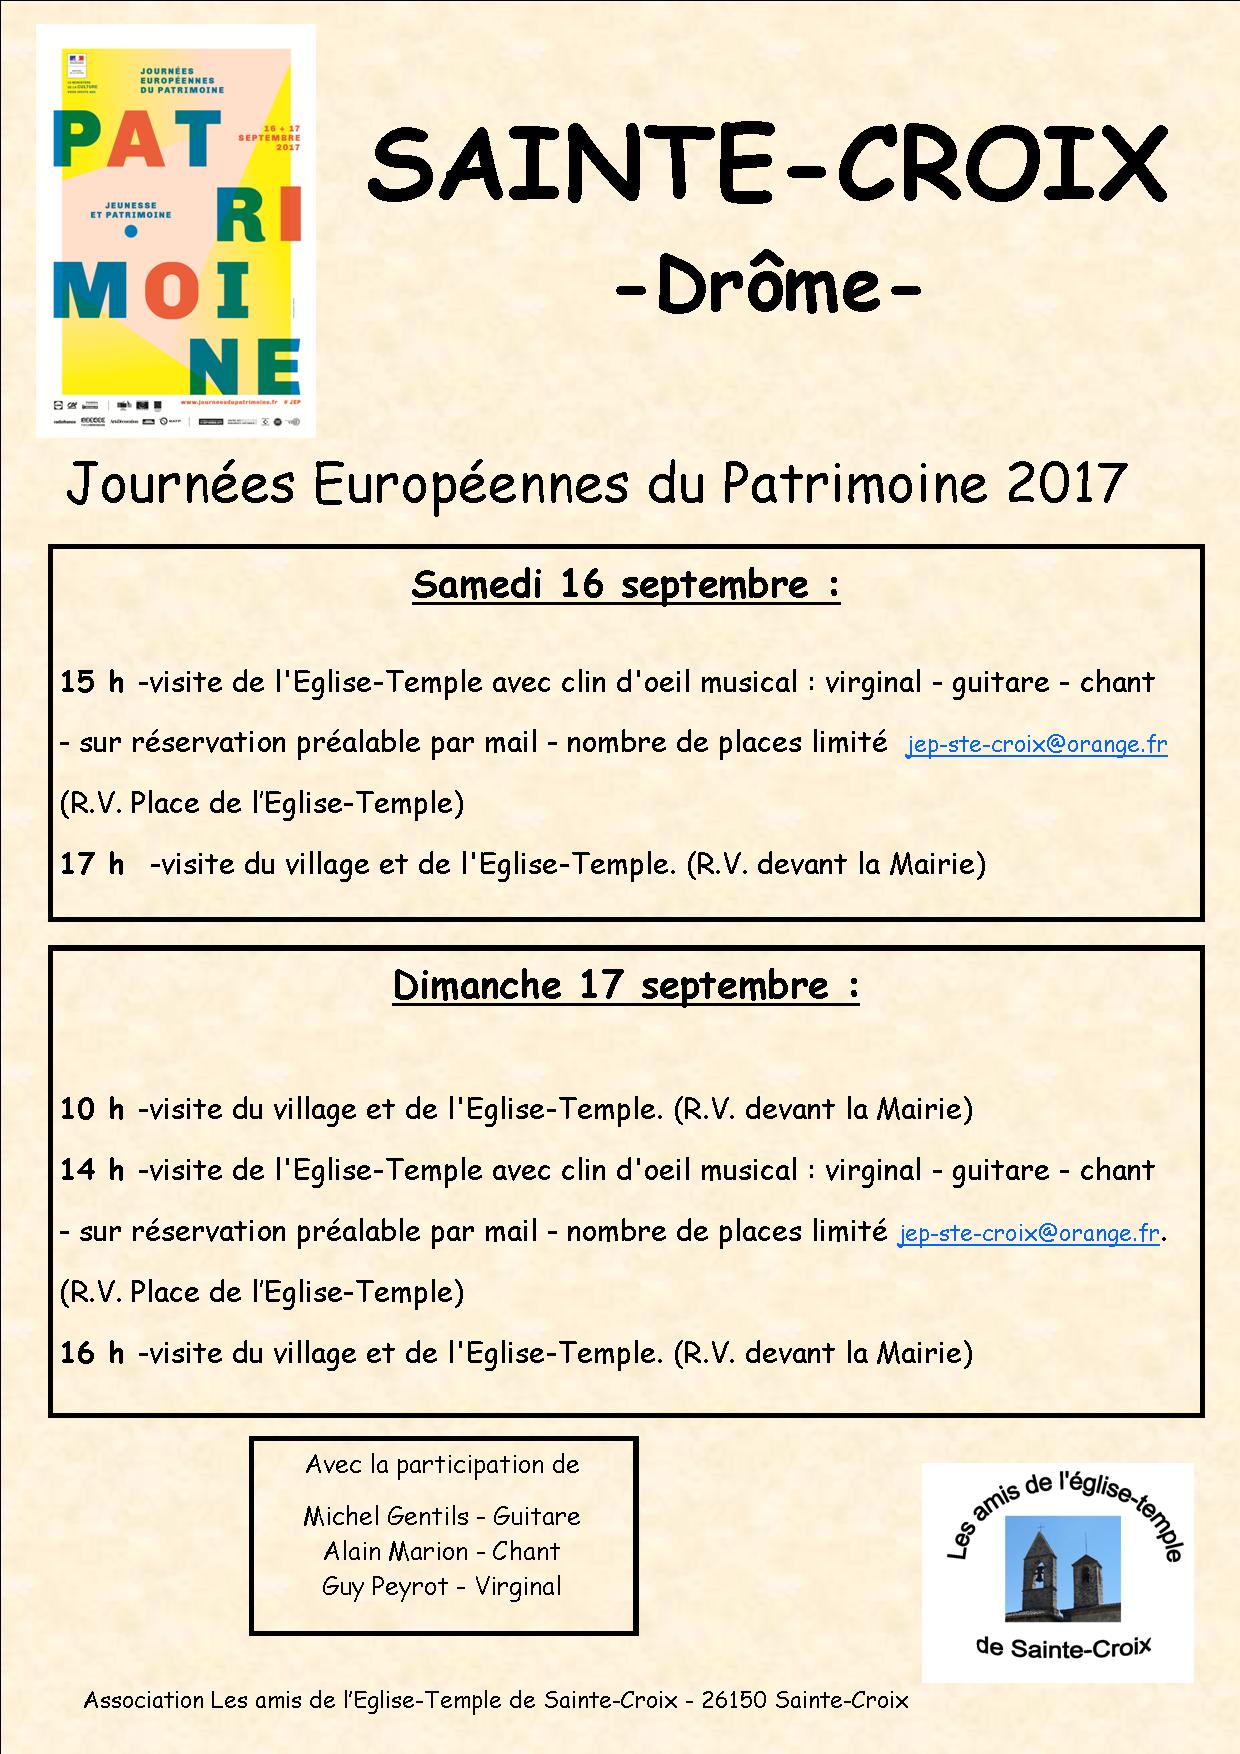 JOURNÉES
EUROPÉENNES
DU PATRIMOINE
PAT
16 + 17
SEPTEMBRE
2017
RI
JEUNESSE
ET PATRIMOINE
MOI
NE
www.journeesdupatrimoine.fr # JEP
SAINTE-CROIX
-Drôme-
Journées Européennes du Patrimoine 2017
Samedi 16 septembre :
15 h -visite de l'Eglise-Temple avec clin d'oeil musical : virginal - guitare - chant
- sur réservation préalable par mail - nombre de places limité jep-ste-croix@orange.fr
(R.V. Place de l’Eglise-Temple)
17 h -visite du village et de l'Eglise-Temple. (R.V. devant la Mairie)
Dimanche 17 septembre :
10 h -visite du village et de l'Eglise-Temple. (R.V. devant la Mairie)
14 h -visite de l'Eglise-Temple avec clin d'oeil musical : virginal - guitare - chant
- sur réservation préalable par mail - nombre de places limité jep-ste-croix@orange.fr.
(R.V. Place de l’Eglise-Temple)
16 h -visite du village et de l'Eglise-Temple. (R.V. devant la Mairie)
Avec la participation de
Michel Gentils - Guitare
Alain Marion - Chant
Guy Peyrot - Virginal
Les amis de l'église-temple
de Sainte-Croix
Association Les amis de l’Eglise-Temple de Sainte-Croix - 26150 Sainte-Croix